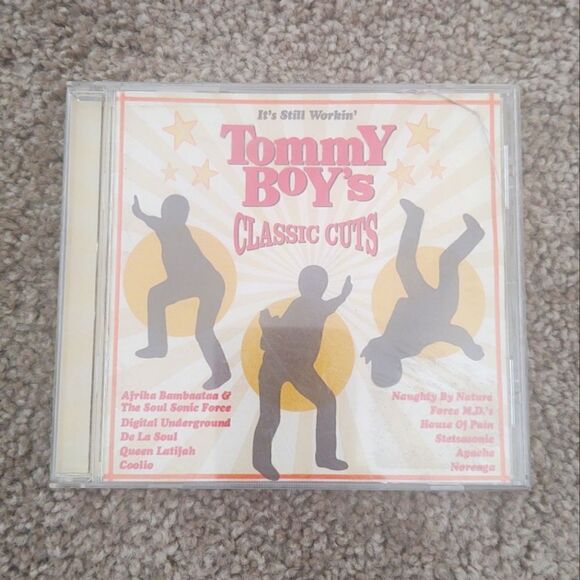 It's Still Workin'
TommY
BOY's
CLASSIC CUTS
Afrika Bambaataa &
The Soul Sonic Force
Digital Underground
De La Soul
Queen Latifah
Coolio
Naughty By Nature
Force M.D.'s
House Of Pain
Stetsasonic
Apache
Noreaga